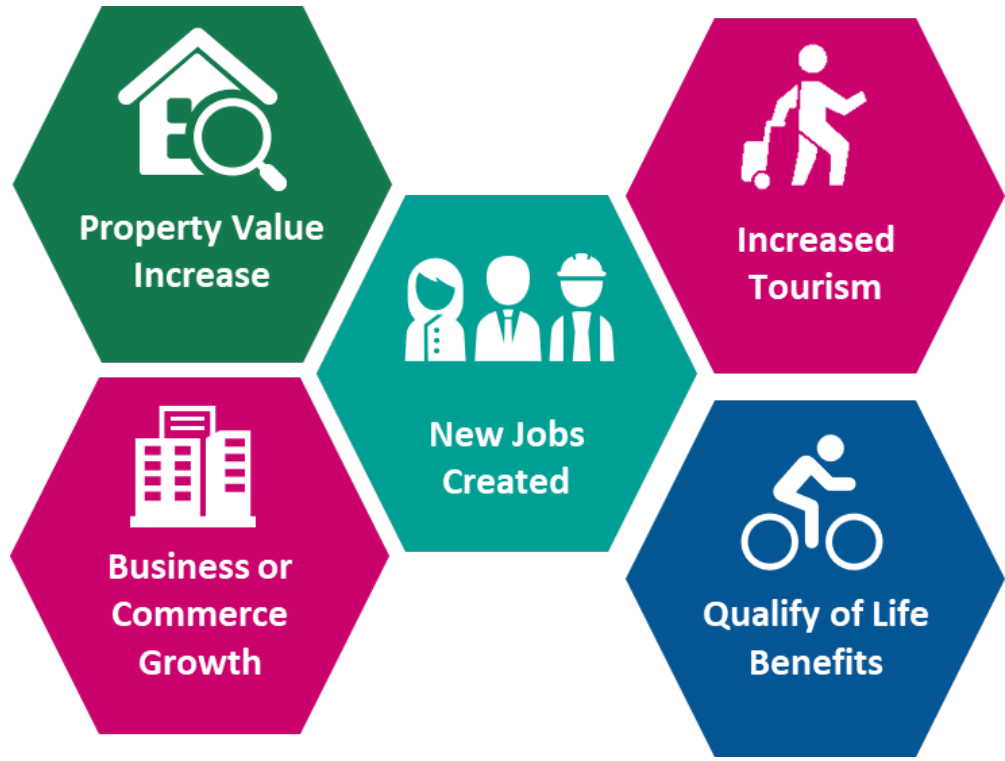 Property Value
Increase
Increased
Tourism
New Jobs
Created
Business or
Commerce
Growth
Qualify of Life
Benefits